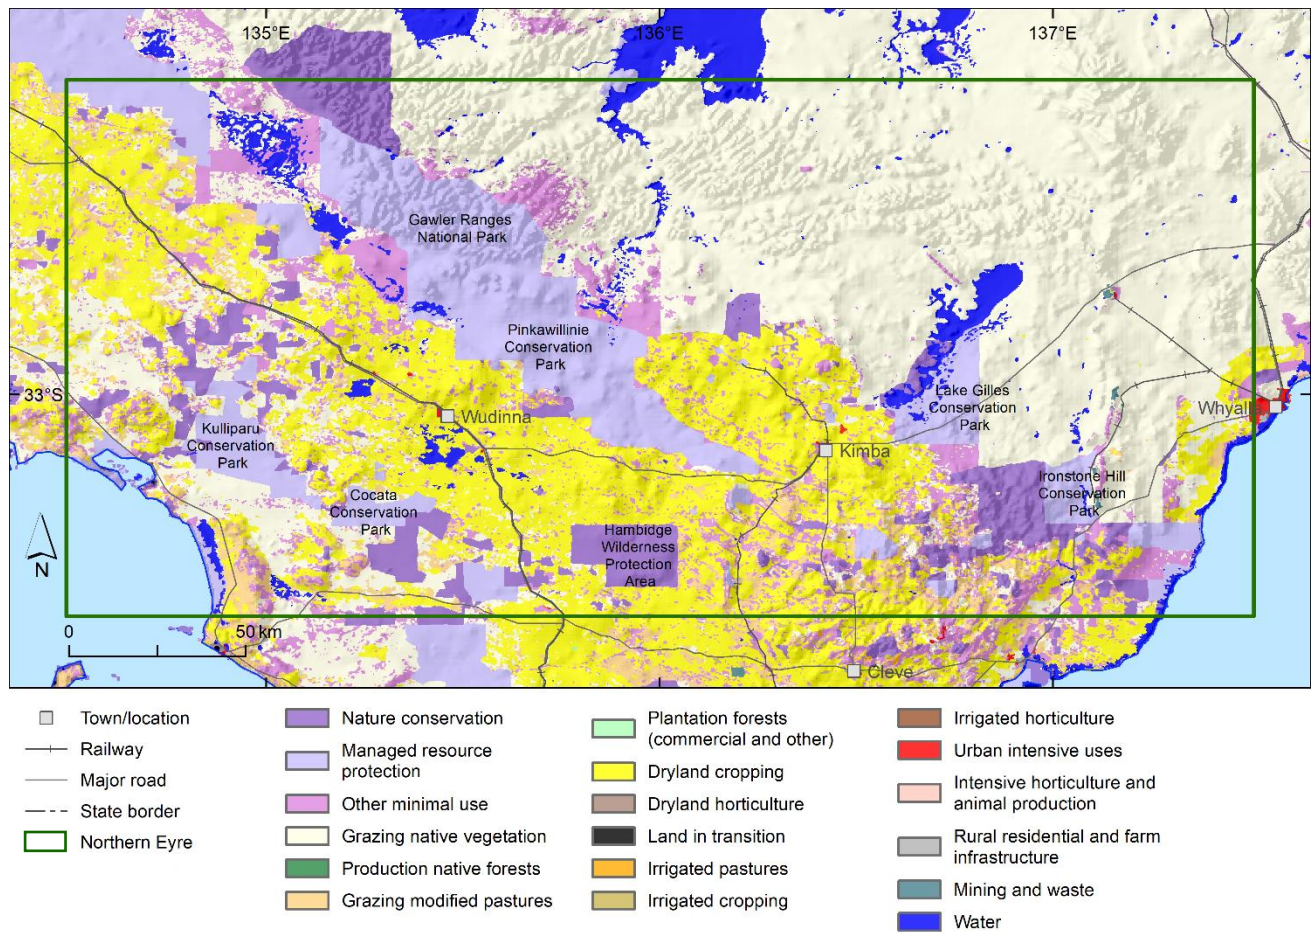 135°E
136°E
137°E
Gawler Ranges
National Park
Pinkawillinie
Conservation
Park
33°S
Lake Gilles
Conservation
Park
Whyalla
Wudinna
Kulliparu
Conservation
Park
Kimba
Ironstone Hill
Conservation
Park
Cocata
Conservation
Park
Hambidge
Wilderness
Protection
Area
N
0
50 km
Cleve
Town/location
Railway
Major road
State border
Northern Eyre
Nature conservation
Managed resource
protection
Other minimal use
Grazing native vegetation
Production native forests
Grazing modified pastures
Plantation forests
(commercial and other)
Dryland cropping
Dryland horticulture
Land in transition
Irrigated pastures
Irrigated cropping
Irrigated horticulture
Urban intensive uses
Intensive horticulture and
animal production
Rural residential and farm
infrastructure
Mining and waste
Water